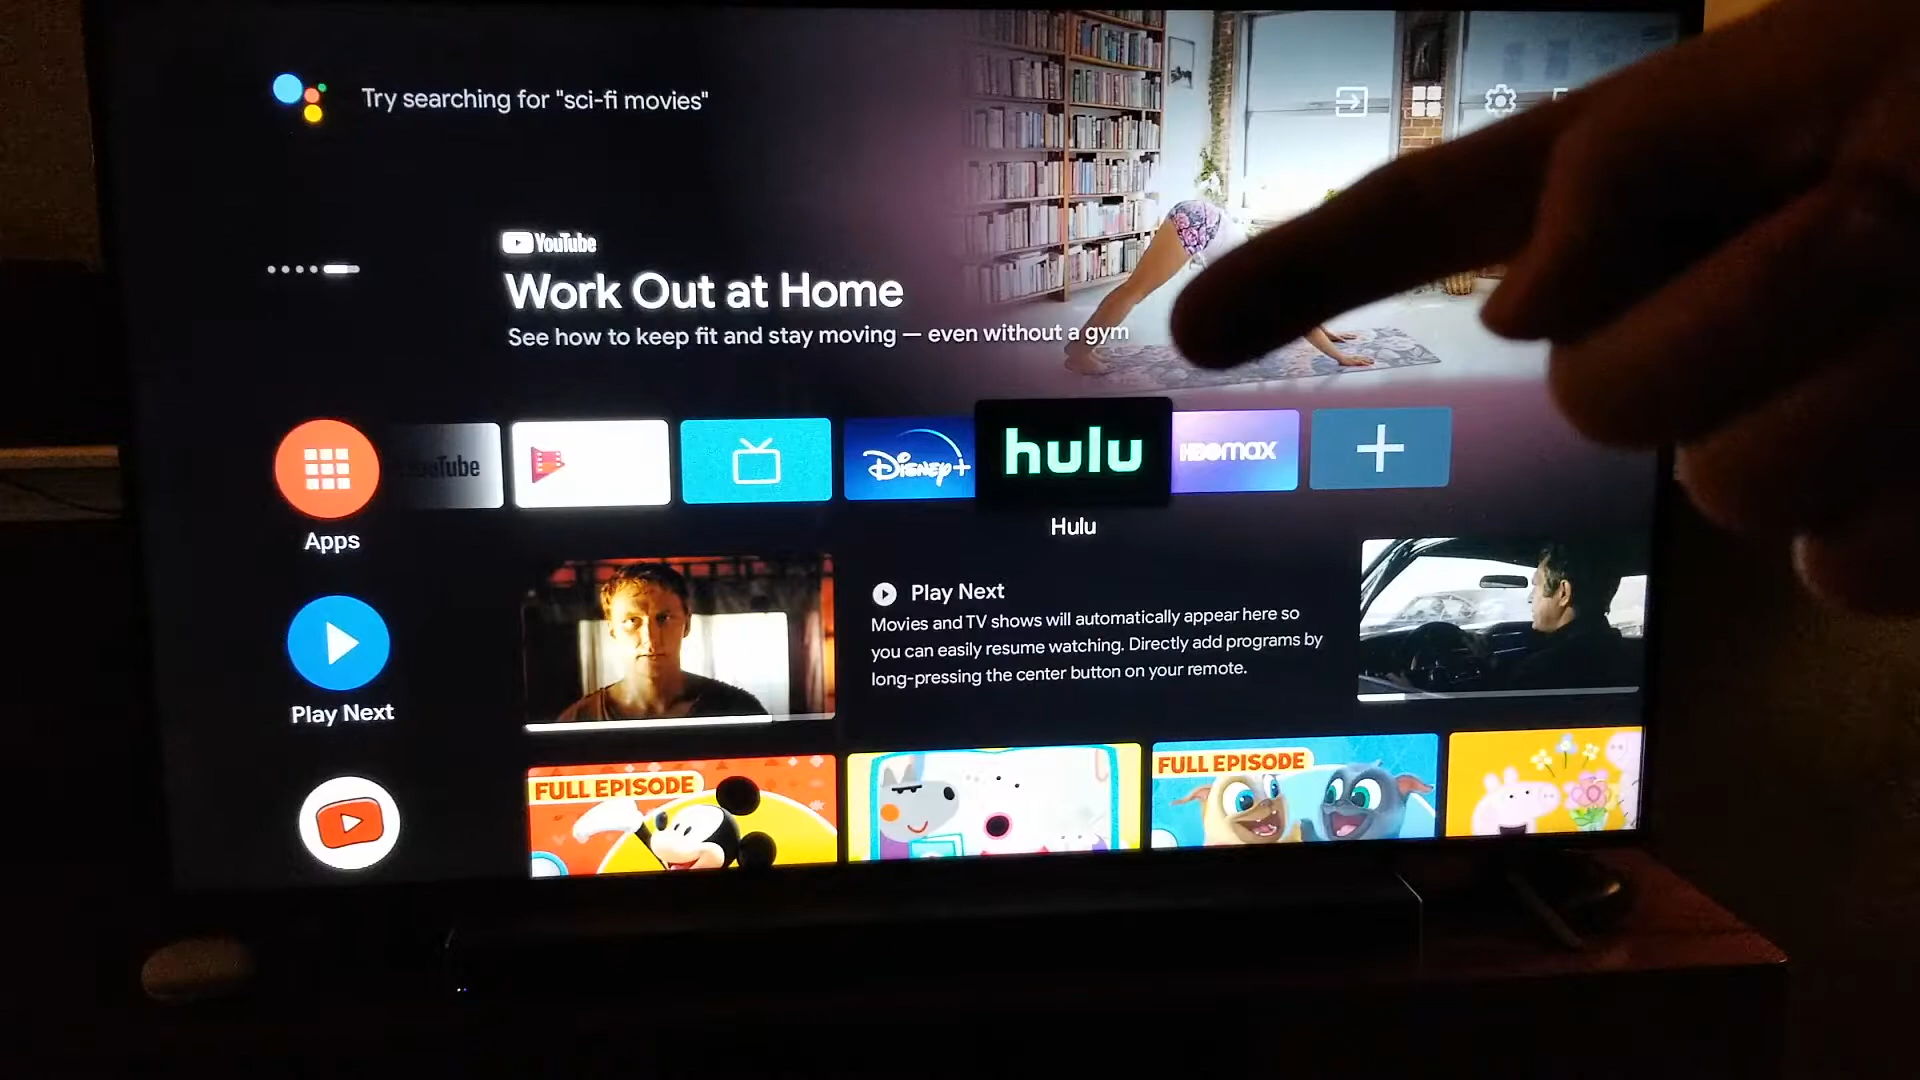 Try searching for "sci-fi movies"
YouTube
Work Out at Home
See how to keep fit and stay moving — even without a gym
Disney+
hulu
HBOMAX
Apps
Hulu
Play Next
Movies and TV shows will automatically appear here so
you can easily resume watching. Directly add programs by
long-pressing the center button on your remote.
Play Next
FULL EPISODE
FULL EPISODE